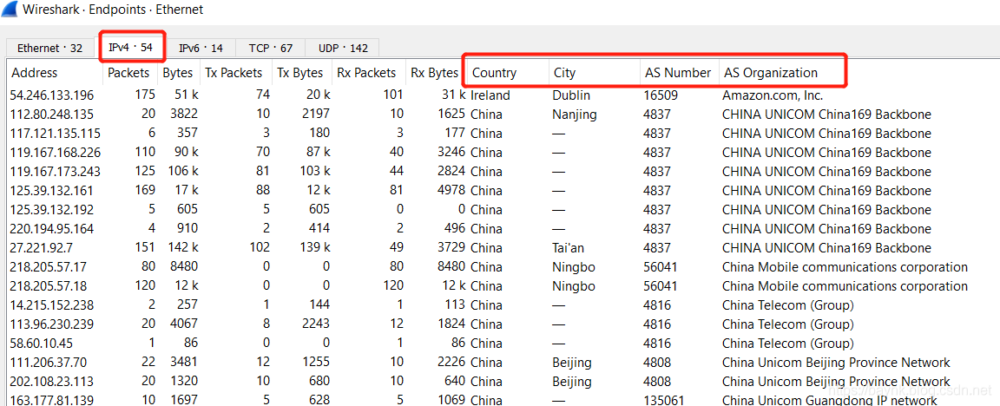 Wireshark · Endpoints · Ethernet
Ethernet · 32 IPv4 · 54 IPv6 · 14 TCP · 67 UDP · 142
Address Packets Bytes Tx Packets Tx Bytes Rx Packets Rx Bytes Country City AS Number AS Organization
54.246.133.196 175 51 k 74 20 k 101 31 k Ireland Dublin 16509 Amazon.com, Inc.
112.80.248.135 20 3822 10 2197 10 1625 China Nanjing 4837 CHINA UNICOM China169 Backbone
117.121.135.115 6 357 3 180 3 177 China — 4837 CHINA UNICOM China169 Backbone
119.167.168.226 110 90 k 70 87 k 40 3246 China — 4837 CHINA UNICOM China169 Backbone
119.167.173.243 125 106 k 81 103 k 44 2824 China — 4837 CHINA UNICOM China169 Backbone
125.39.132.161 169 17 k 88 12 k 81 4978 China — 4837 CHINA UNICOM China169 Backbone
125.39.132.192 5 605 5 605 0 0 China — 4837 CHINA UNICOM China169 Backbone
220.194.95.164 4 910 2 414 2 496 China — 4837 CHINA UNICOM China169 Backbone
27.221.92.7 151 142 k 102 139 k 49 3729 China Tai'an 4837 CHINA UNICOM China169 Backbone
218.205.57.17 80 8480 0 0 80 8480 China Ningbo 56041 China Mobile communications corporation
218.205.57.18 120 12 k 0 0 120 12 k China Ningbo 56041 China Mobile communications corporation
14.215.152.238 2 257 1 144 1 113 China — 4816 China Telecom (Group)
113.96.230.239 20 4067 8 2243 12 1824 China — 4816 China Telecom (Group)
58.60.10.45 1 86 0 0 1 86 China — 4816 China Telecom (Group)
111.206.37.70 22 3481 12 1255 10 2226 China Beijing 4808 China Unicom Beijing Province Network
202.108.23.113 20 1320 10 680 10 640 China Beijing 4808 China Unicom Beijing Province Network
163.177.81.139 10 1697 5 628 5 1069 China — 135061 China Unicom Guangdong IP network
https://baynk.blog.csdn.net